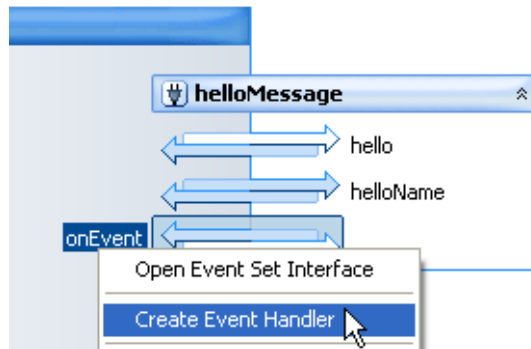 helloMessage
hello
helloName
onEvent
Open Event Set Interface
Create Event Handler